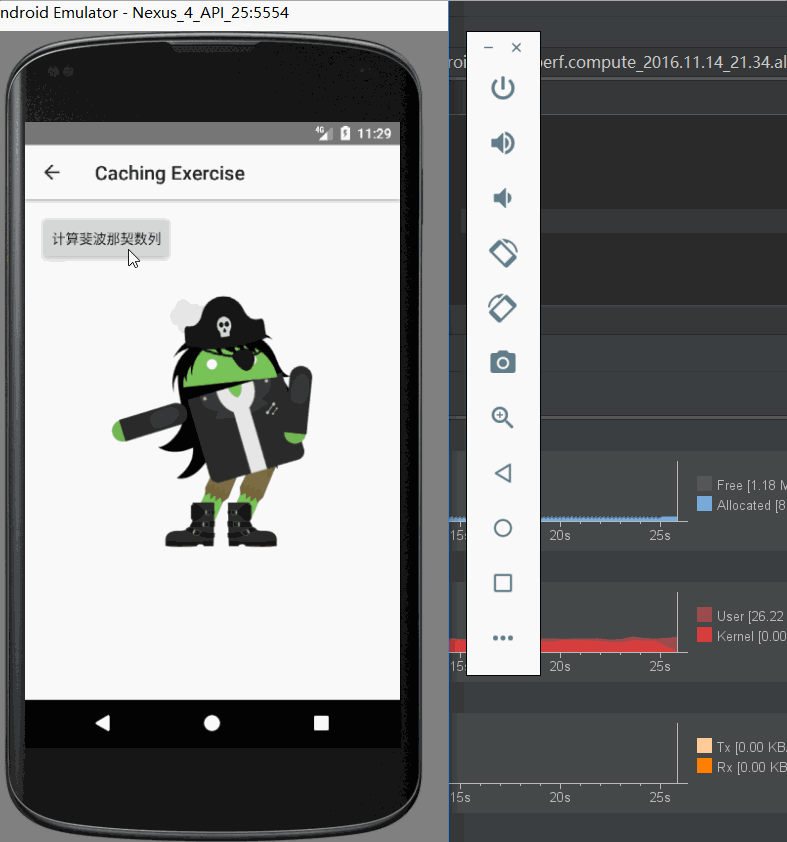 ndroid Emulator - Nexus_4_API_25:5554
4G
11:29
Caching Exercise
计算斐波那契数列
roi
perf.compute_2016.11.14_21.34.al
Free [1.18 M
Allocated [8
15s
20s
25s
User [26.22
Kernel [0.00
15s
20s
25s
Tx [0.00 KB/
Rx [0.00 KB
15s
20s
25s